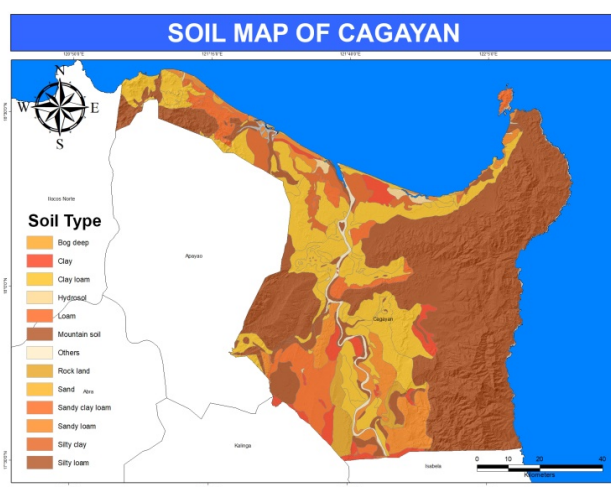 SOIL MAP OF CAGAYAN
N
W
E
S
Ilocos Norte
Soil Type
Bog deep
Clay
Clay loam
Hydrosol
Loam
Mountain soil
Others
Rock land
Sand
Sandy clay loam
Sandy loam
Silty clay
Silty loam
Apayao
Abra
Kalinga
Cagayan
Isabela
0 10 20 40
Kilometers